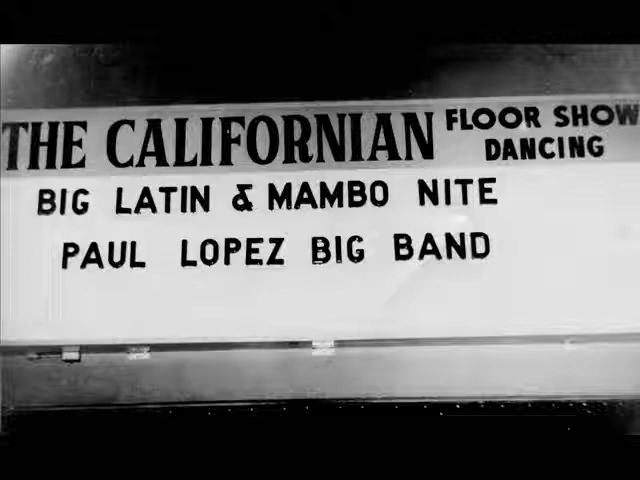 THE CALIFORNIAN FLOOR SHOW
DANCING
BIG LATIN & MAMBO NITE
PAUL LOPEZ BIG BAND